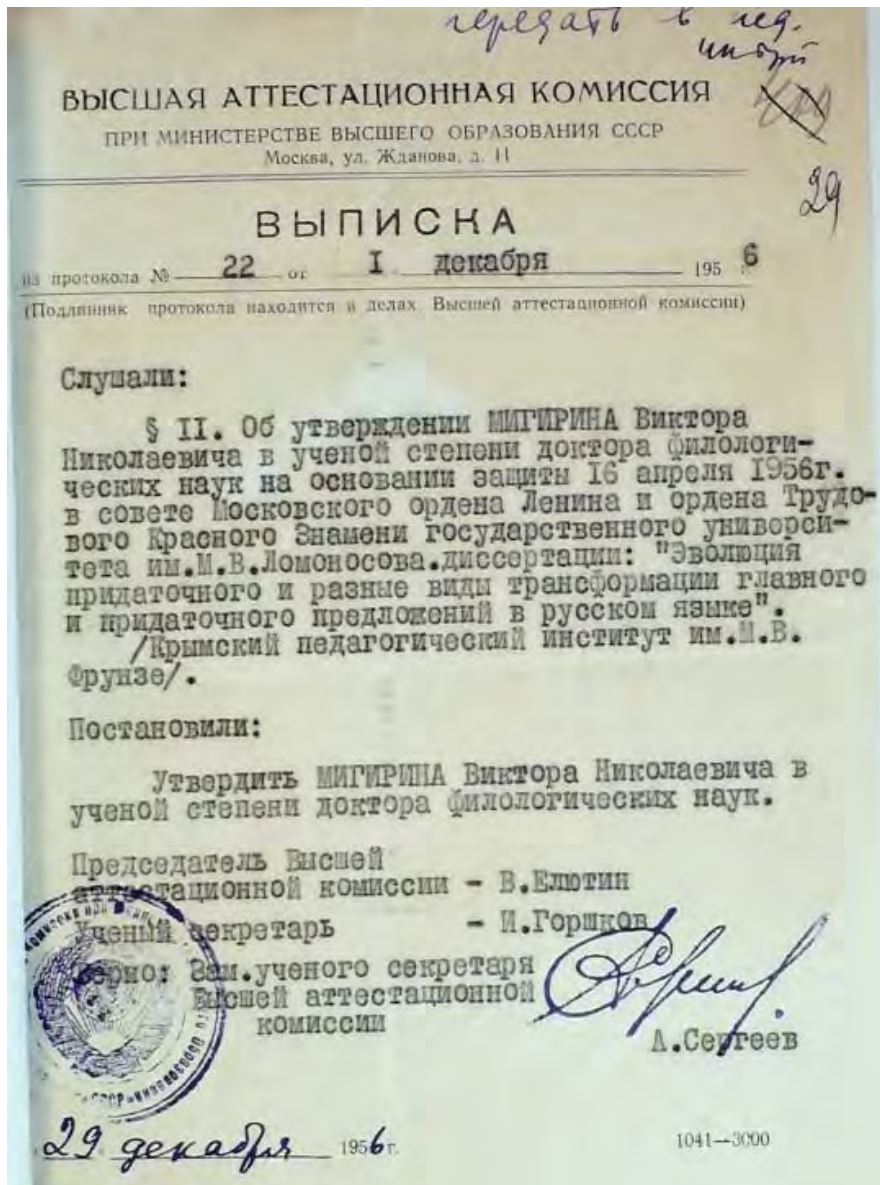 передать в пед.
ВЫСШАЯ АТТЕСТАЦИОННАЯ КОМИССИЯ
ПРИ МИНИСТЕРСТВЕ ВЫСШЕГО ОБРАЗОВАНИЯ СССР
Москва, ул. Жданова, д. 11
29
ВЫПИСКА
из протокола № 22 от I декабря 1956 г.
(Подлинник протокола находится в делах Высшей аттестационной комиссии)
Слушали:
§ II. Об утверждении МИГИРИНА Виктора
Николаевича в ученой степени доктора филологи-
ческих наук на основании защиты 16 апреля 1956г.
в совете Московского ордена Ленина и ордена Трудо-
вого Красного Знамени государственного универси-
тета им.М.В.Ломоносова.диссертации: "Эволюция
придаточного и разные виды трансформации главного
и придаточного предложений в русском языке".
/Крымский педагогический институт им.М.В.
Фрунзе/.
Постановили:
Утвердить МИГИРИНА Виктора Николаевича в
ученой степени доктора филологических наук.
Председатель Высшей
аттестационной комиссии - В.Елютин
Ученый секретарь - И.Горшков
Верно: Зам.ученого секретаря
Высшей аттестационной
комиссии
А.Сергеев
29 декабря 1956 г.
1041—3000